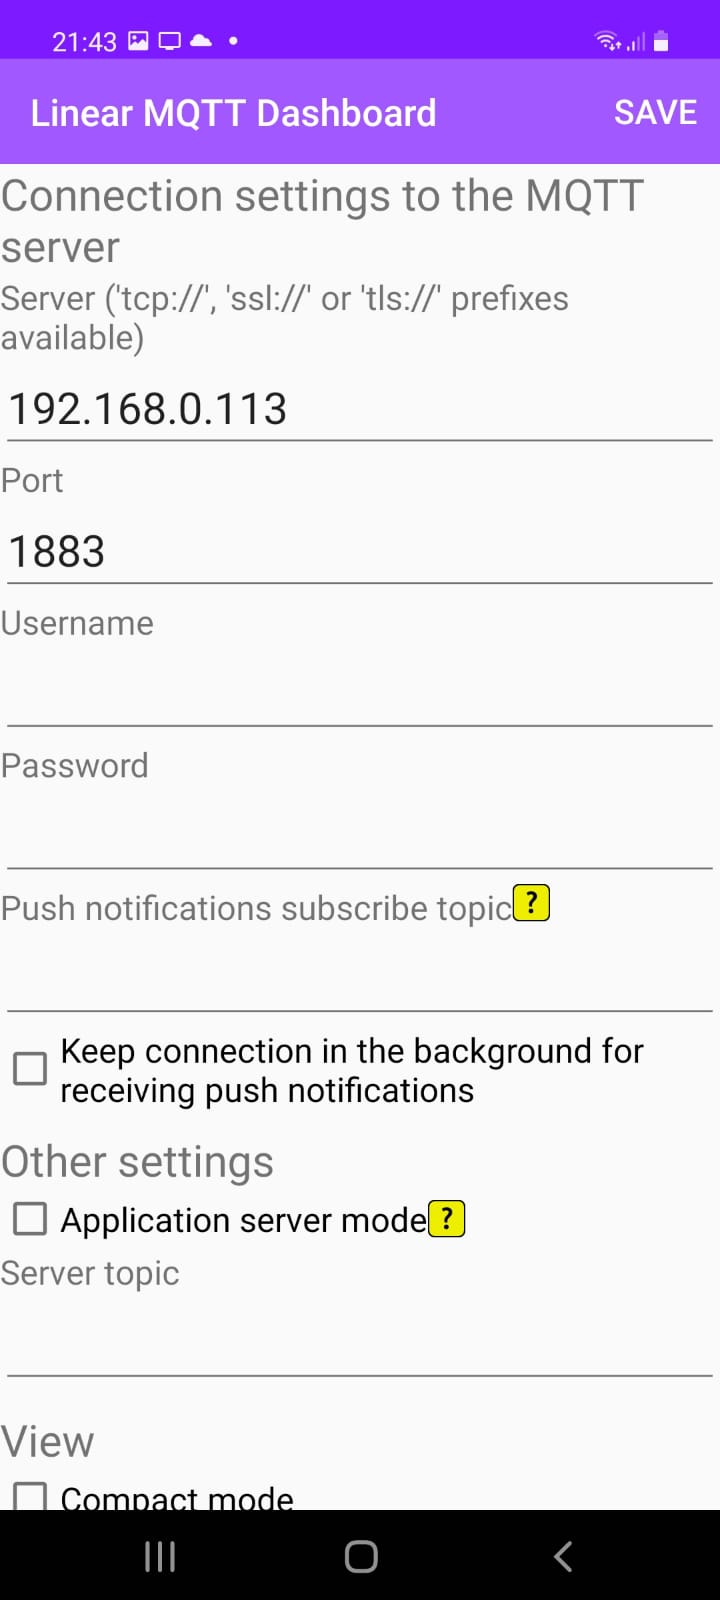 21:43
Linear MQTT Dashboard SAVE
Connection settings to the MQTT
server
Server ('tcp://', 'ssl://' or 'tls://' prefixes
available)
192.168.0.113
Port
1883
Username
Password
Push notifications subscribe topic ?
Keep connection in the background for
receiving push notifications
Other settings
Application server mode ?
Server topic
View
Compact mode